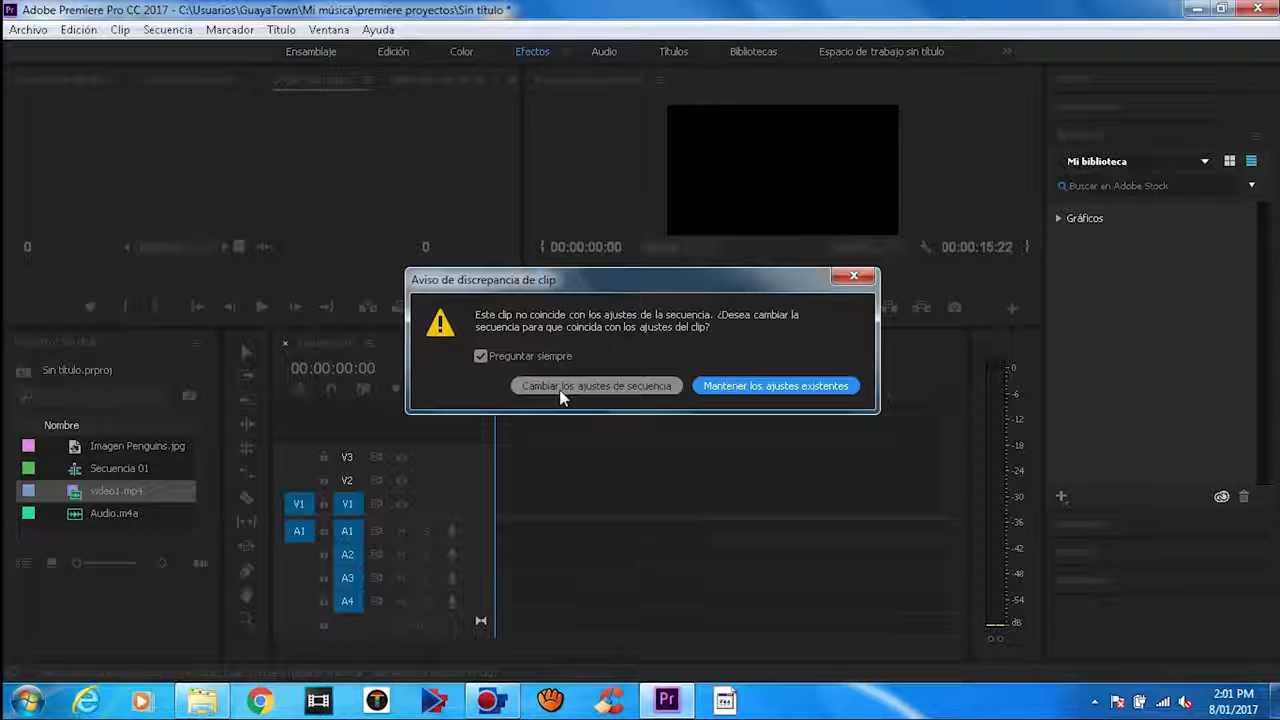 Adobe Premiere Pro CC 2017 - C:\Usuarios\GuayaTown\Mi música\premiere proyectos\Sin título *
Archivo Edición Clip Secuencia Marcador Título Ventana Ayuda
Ensamblaje Edición Color Efectos Audio Títulos Bibliotecas Espacio de trabajo sin título
Mi biblioteca
Buscar en Adobe Stock
Gráficos
0
0
00:00:00:00
00:00:15:22
Aviso de discrepancia de clip
Este clip no coincide con los ajustes de la secuencia. ¿Desea cambiar la
secuencia para que coincida con los ajustes del clip?
Preguntar siempre
Cambiar los ajustes de secuencia
Mantener los ajustes existentes
00:00:00:00
Sin título.prproj
Nombre
Imagen Penguins.jpg
Secuencia 01
video1.mp4
Audio.m4a
V3
V2
V1 V1
A1 A1 S
A2
A3
A4
0
-6
-12
-18
-24
-30
-36
-42
-48
-54
dB
Pr
2:01 PM
8/01/2017